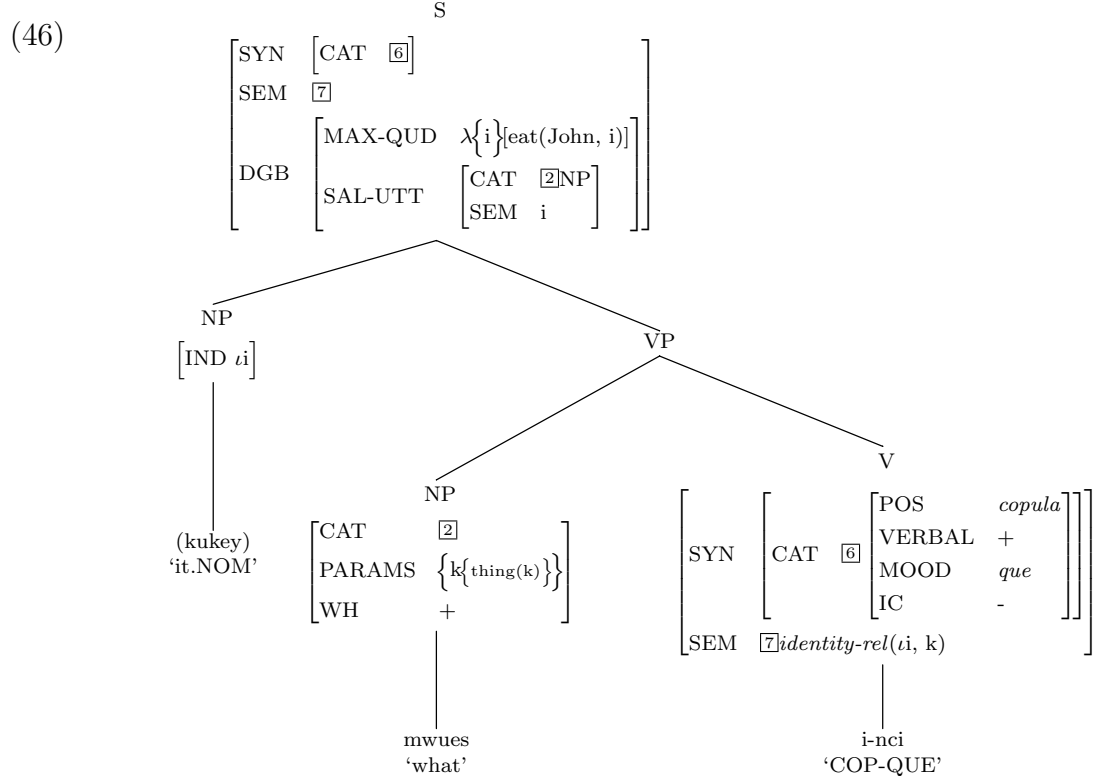 (46)
S
SYN [CAT 6]
SEM 7
DGB
MAX-QUD λ{i}[eat(John, i)]
SAL-UTT
CAT 2NP
SEM i
NP
[IND ιi]
(kukey)
‘it.NOM’
VP
NP
CAT 2
PARAMS {k{thing(k)}}
WH +
mwues
‘what’
V
SYN
CAT 6
POS copula
VERBAL +
MOOD que
IC -
SEM 7identity-rel(ιi, k)
i-nci
‘COP-QUE’